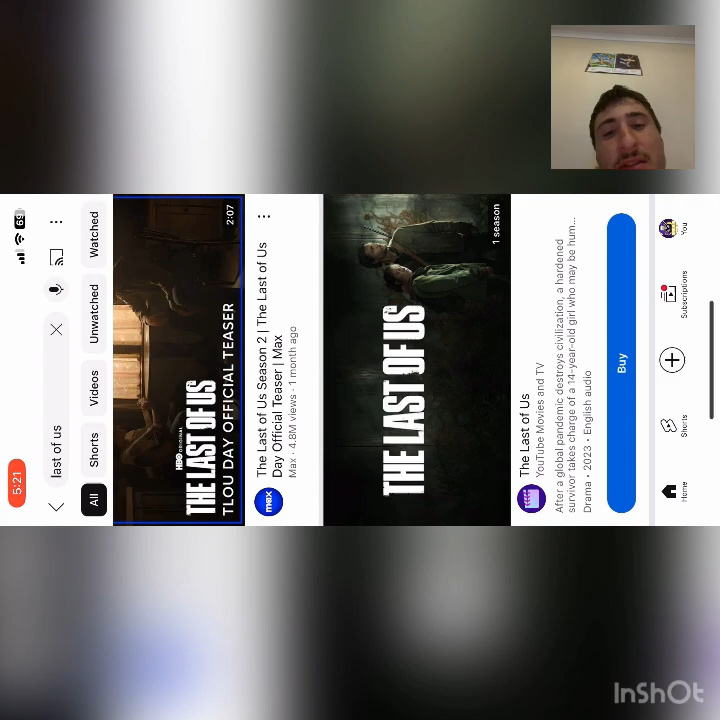 5:21
69
last of us
All
Shorts
Videos
Unwatched
Watched
HBO ORIGINAL
THE LAST OF US
TLOU DAY OFFICIAL TEASER
2:07
max
The Last of Us Season 2 | The Last of Us
Day Official Teaser | Max
Max · 4.8M views · 1 month ago
THE LAST OF US
1 season
The Last of Us
YouTube Movies and TV
After a global pandemic destroys civilization, a hardened
survivor takes charge of a 14-year-old girl who may be hum...
Drama • 2023 • English audio
Buy
Home
Shorts
Subscriptions
You
InShOt